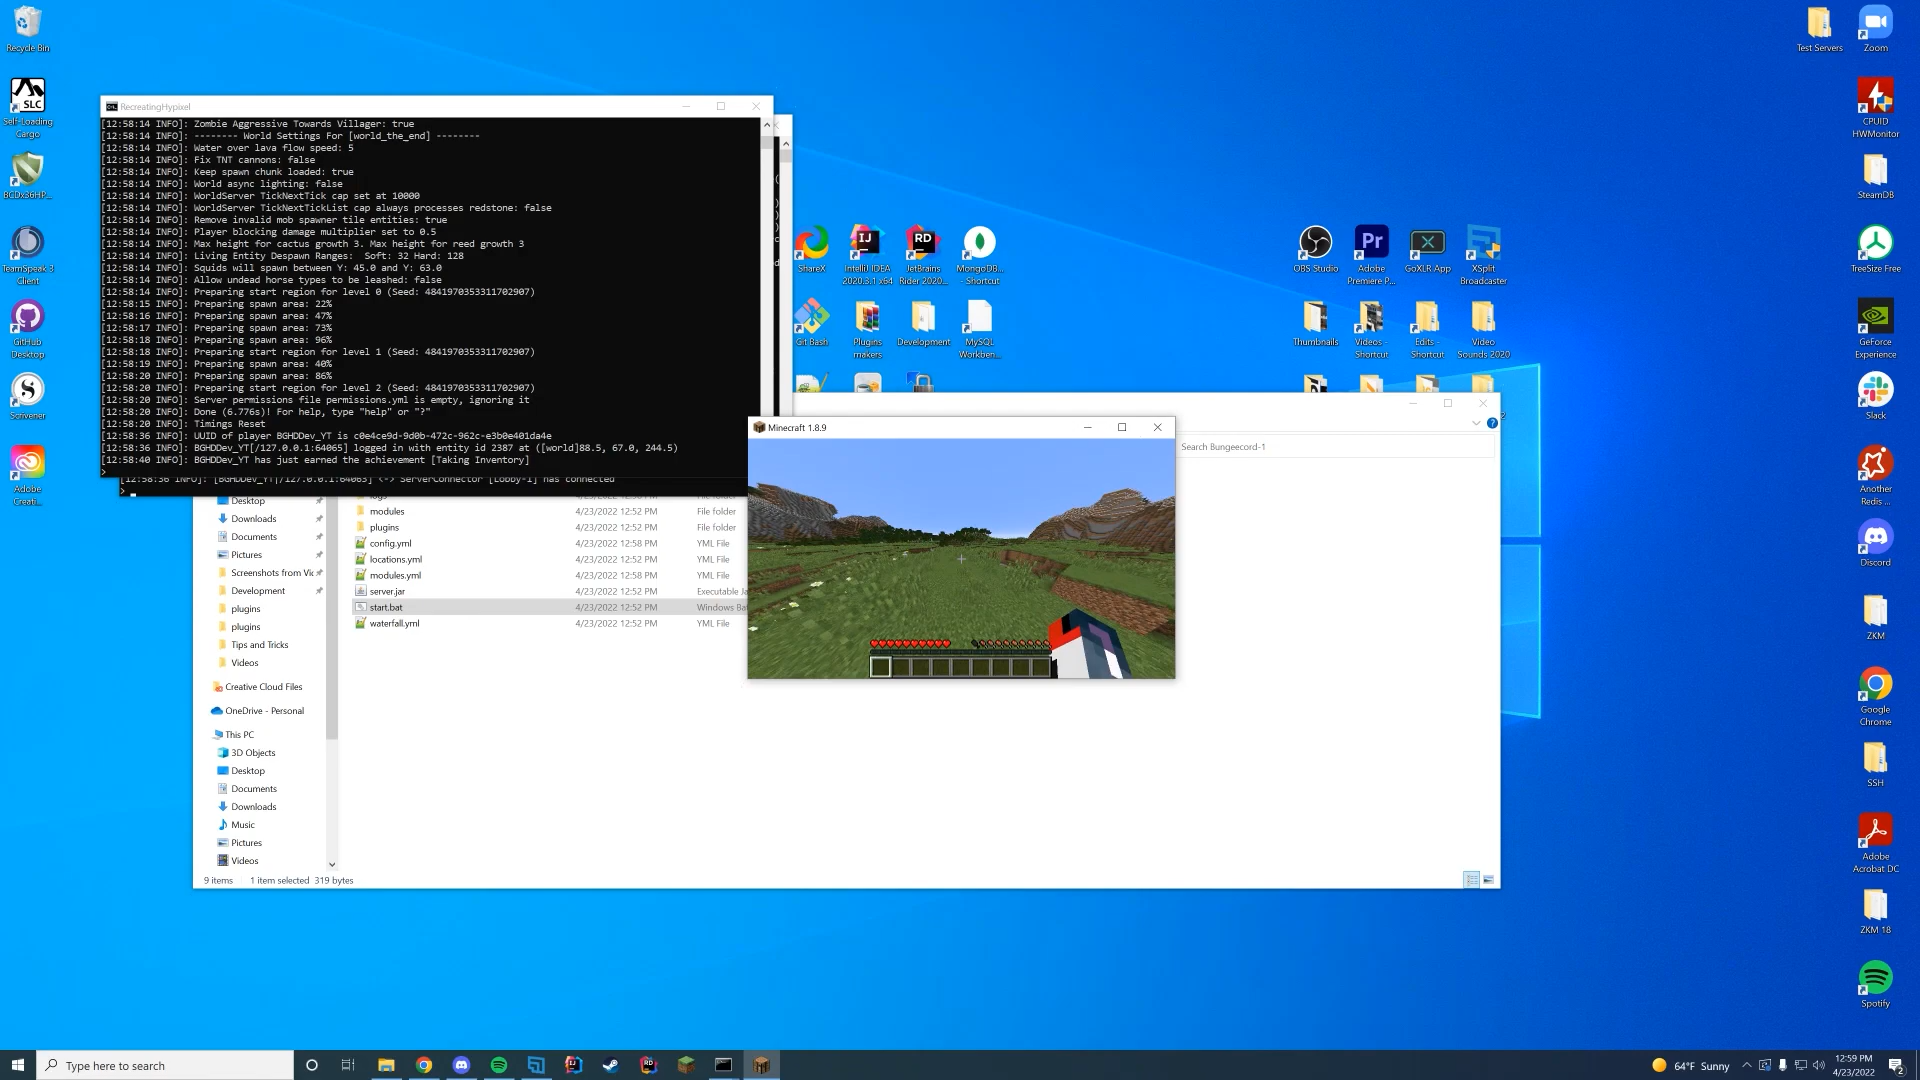 Recycle Bin
SLC
Self-Loading
Cargo
TeamSpeak 3
Client
GitHub
Desktop
Scrivener
Adobe
Creati...
RecreatingHypixel
[12:58:14 INFO]: Zombie Aggressive Towards Villager: true
[12:58:14 INFO]: -------- World Settings For [world_the_end] --------
[12:58:14 INFO]: Water over lava flow speed: 5
[12:58:14 INFO]: Fix TNT cannons: false
[12:58:14 INFO]: Keep spawn chunk loaded: true
[12:58:14 INFO]: World async lighting: false
[12:58:14 INFO]: WorldServer TickNextTick cap set at 10000
[12:58:14 INFO]: WorldServer TickNextTickList cap always processes redstone: false
[12:58:14 INFO]: Remove invalid mob spawner tile entities: true
[12:58:14 INFO]: Player blocking damage multiplier set to 0.5
[12:58:14 INFO]: Max height for cactus growth 3. Max height for reed growth 3
[12:58:14 INFO]: Living Entity Despawn Ranges:  Soft: 32 Hard: 128
[12:58:14 INFO]: Squids will spawn between Y: 45.0 and Y: 63.0
[12:58:14 INFO]: Allow undead horse types to be leashed: false
[12:58:14 INFO]: Preparing start region for level 0 (Seed: 4841970353311702907)
[12:58:15 INFO]: Preparing spawn area: 22%
[12:58:16 INFO]: Preparing spawn area: 47%
[12:58:17 INFO]: Preparing spawn area: 73%
[12:58:18 INFO]: Preparing spawn area: 96%
[12:58:18 INFO]: Preparing start region for level 1 (Seed: 4841970353311702907)
[12:58:19 INFO]: Preparing spawn area: 40%
[12:58:20 INFO]: Preparing spawn area: 86%
[12:58:20 INFO]: Preparing start region for level 2 (Seed: 4841970353311702907)
[12:58:20 INFO]: Server permissions file permissions.yml is empty, ignoring it
[12:58:20 INFO]: Done (6.776s)! For help, type "help" or "?"
[12:58:20 INFO]: Timings Reset
[12:58:36 INFO]: UUID of player BGHDDev_YT is c0e4ce9d-9d0b-472c-962c-e3b0e401da4e
[12:58:36 INFO]: BGHDDev_YT[/127.0.0.1:64065] logged in with entity id 2387 at ([world]88.5, 67.0, 244.5)
[12:58:40 INFO]: BGHDDev_YT has just earned the achievement [Taking Inventory]
>
[12:58:36 INFO]: [BGHDDev_YT|/127.0.0.1:64065] <-> ServerConnector [Lobby-1] has connected
>
ShareX
IntelliJ IDEA
2020.3.1 x64
JetBrains
Rider 2020...
MongoDB...
- Shortcut
Git Bash
Plugins
makers
Development
MySQL
Workben...
OBS Studio
Adobe
Premiere P...
GoXLR App
XSplit
Broadcaster
Thumbnails
Videos -
Shortcut
Edits -
Shortcut
Video
Sounds 2020
Test Servers
Zoom
CPUID
HWMonitor
SteamDB
TreeSize Free
GeForce
Experience
Slack
Another
Redis ...
Discord
ZKM
Google
Chrome
SSH
Adobe
Acrobat DC
ZKM 18
Spotify
Search Bungeecord-1
Minecraft 1.8.9
Desktop
Downloads
Documents
Pictures
Screenshots from Vic
Development
plugins
plugins
Tips and Tricks
Videos
Creative Cloud Files
OneDrive - Personal
This PC
3D Objects
Desktop
Documents
Downloads
Music
Pictures
Videos
logs
modules 4/23/2022 12:52 PM File folder
plugins 4/23/2022 12:52 PM File folder
config.yml 4/23/2022 12:58 PM YML File
locations.yml 4/23/2022 12:52 PM YML File
modules.yml 4/23/2022 12:58 PM YML File
server.jar 4/23/2022 12:52 PM Executable Ja
start.bat 4/23/2022 12:52 PM Windows Bat
waterfall.yml 4/23/2022 12:52 PM YML File
9 items 1 item selected 319 bytes
Type here to search
64°F Sunny
12:59 PM
4/23/2022
2